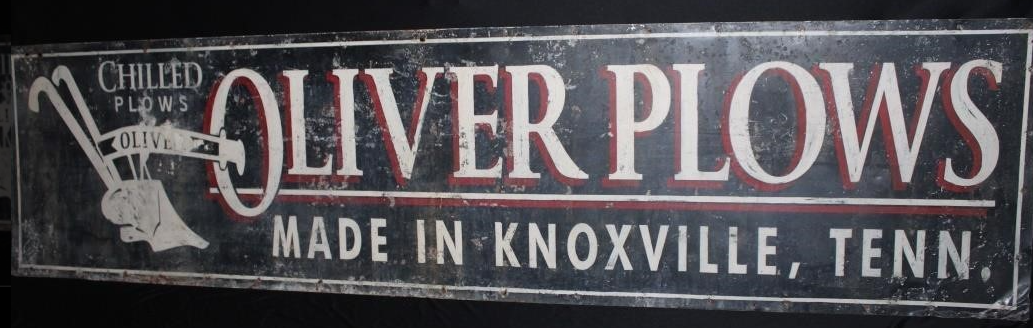 CHILLED
PLOWS
OLIVER
OLIVER PLOWS
MADE IN KNOXVILLE, TENN.